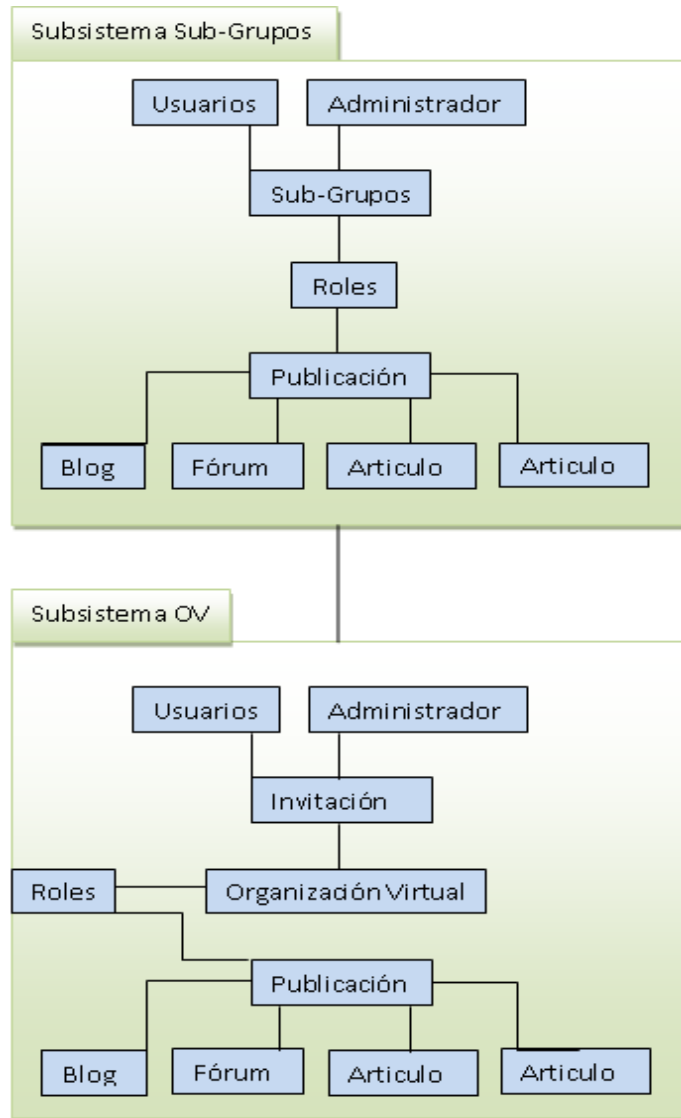 Subsistema Sub-Grupos
Usuarios
Administrador
Sub-Grupos
Roles
Publicación
Blog
Fórum
Articulo
Articulo
Subsistema OV
Usuarios
Administrador
Invitación
Roles
Organización Virtual
Publicación
Blog
Fórum
Articulo
Articulo